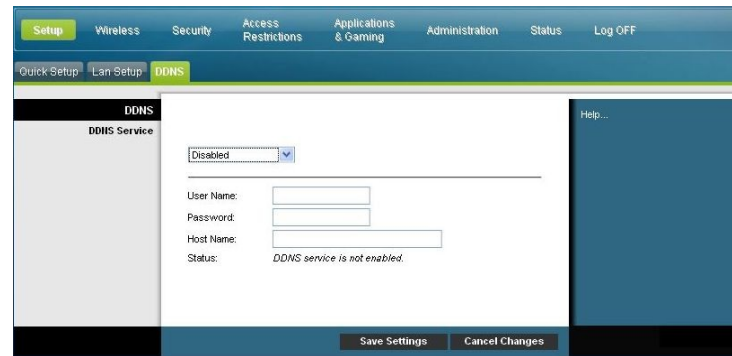 Setup Wireless Security Access Restrictions Applications & Gaming Administration Status Log OFF
Quick Setup Lan Setup DDNS
DDNS
Help...
DDNS Service
Disabled
User Name:
Password:
Host Name:
Status: DDNS service is not enabled.
Save Settings Cancel Changes